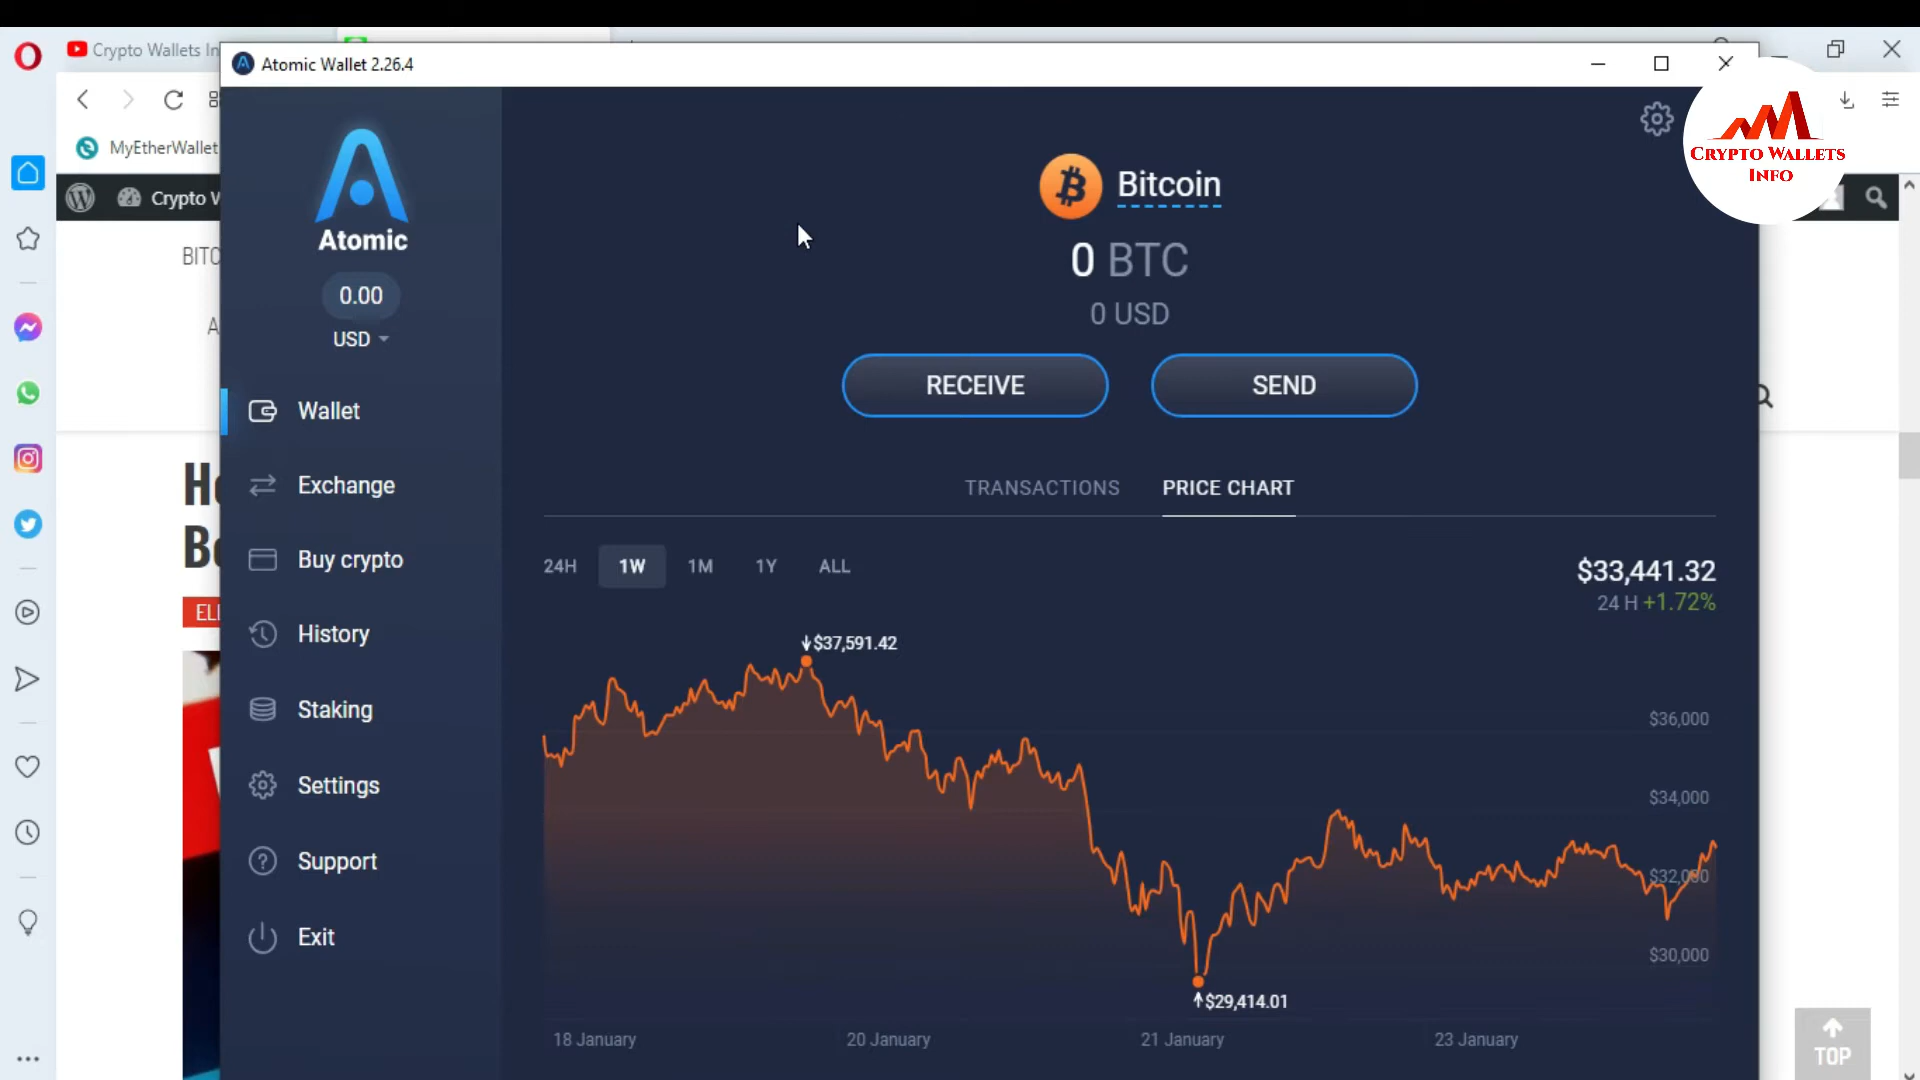 Crypto Wallets In
Atomic Wallet 2.26.4
MyEtherWallet
CRYPTO WALLETS
INFO
Crypto W
BITC
A
Atomic
0.00
USD
Bitcoin
0 BTC
0 USD
RECEIVE
SEND
Wallet
Exchange
Buy crypto
History
Staking
Settings
Support
Exit
TRANSACTIONS
PRICE CHART
24H
1W
1M
1Y
ALL
$33,441.32
24 H +1.72%
$37,591.42
$36,000
$34,000
$32,000
$30,000
$29,414.01
18 January
20 January
21 January
23 January
TOP